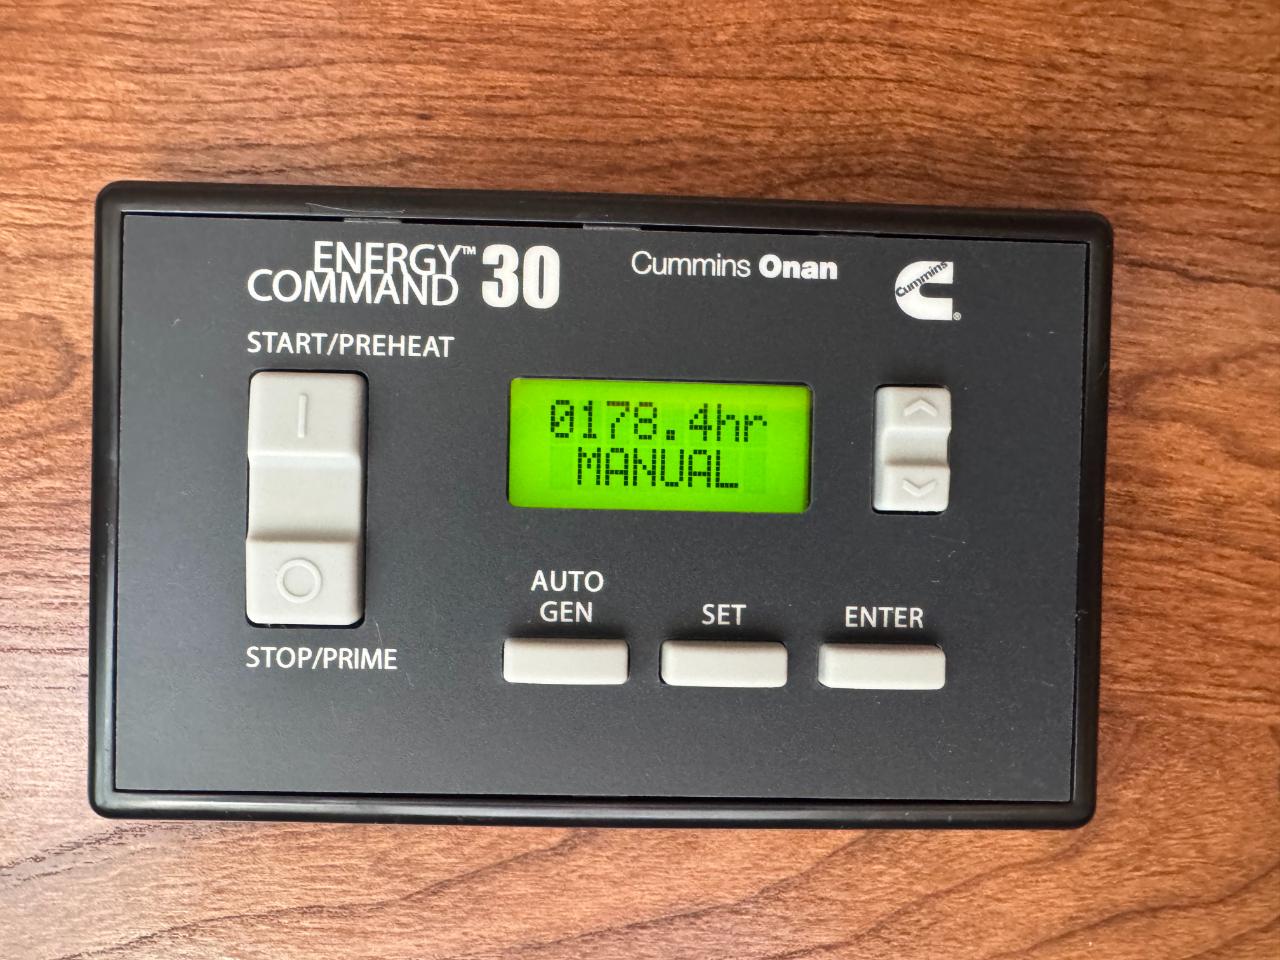 ENERGY™ 30
COMMAND
Cummins Onan
Cummins®
START/PREHEAT
0178.4hr
MANUAL
AUTO
GEN
SET
ENTER
STOP/PRIME